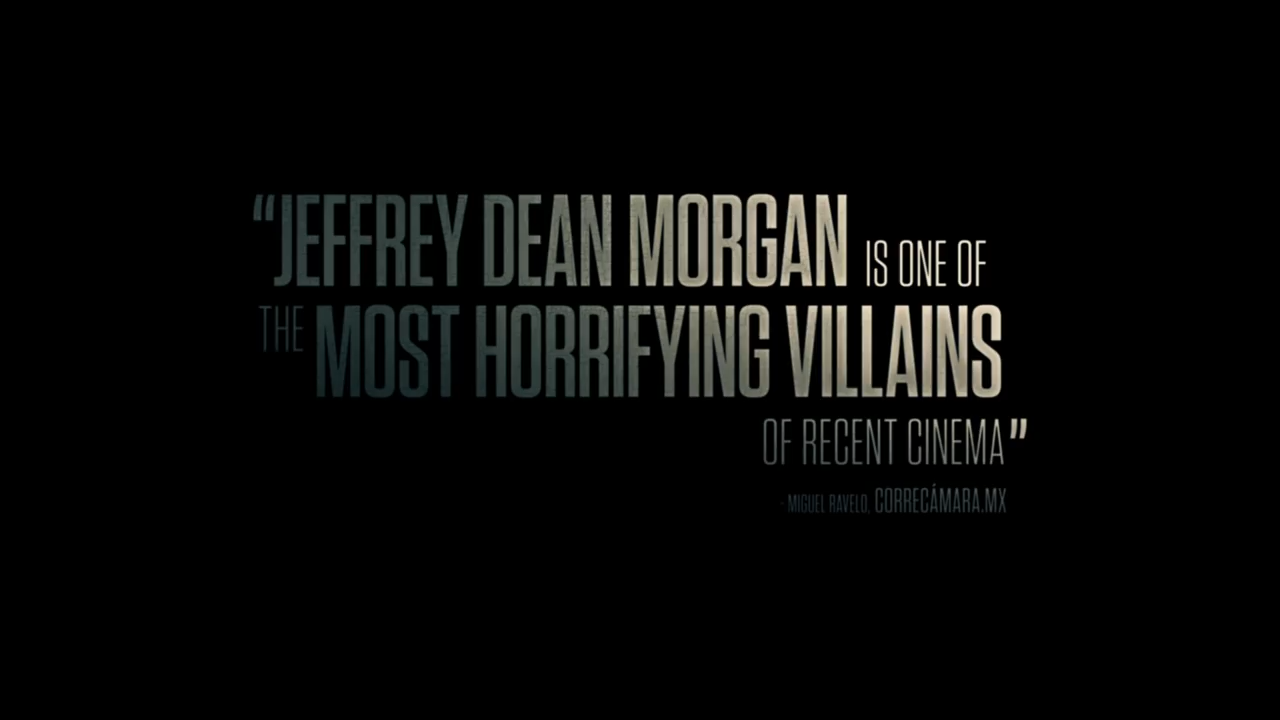 “JEFFREY DEAN MORGAN IS ONE OF
THE MOST HORRIFYING VILLAINS
OF RECENT CINEMA”
- MIGUEL RAVELO, CORRECÁMARA.MX